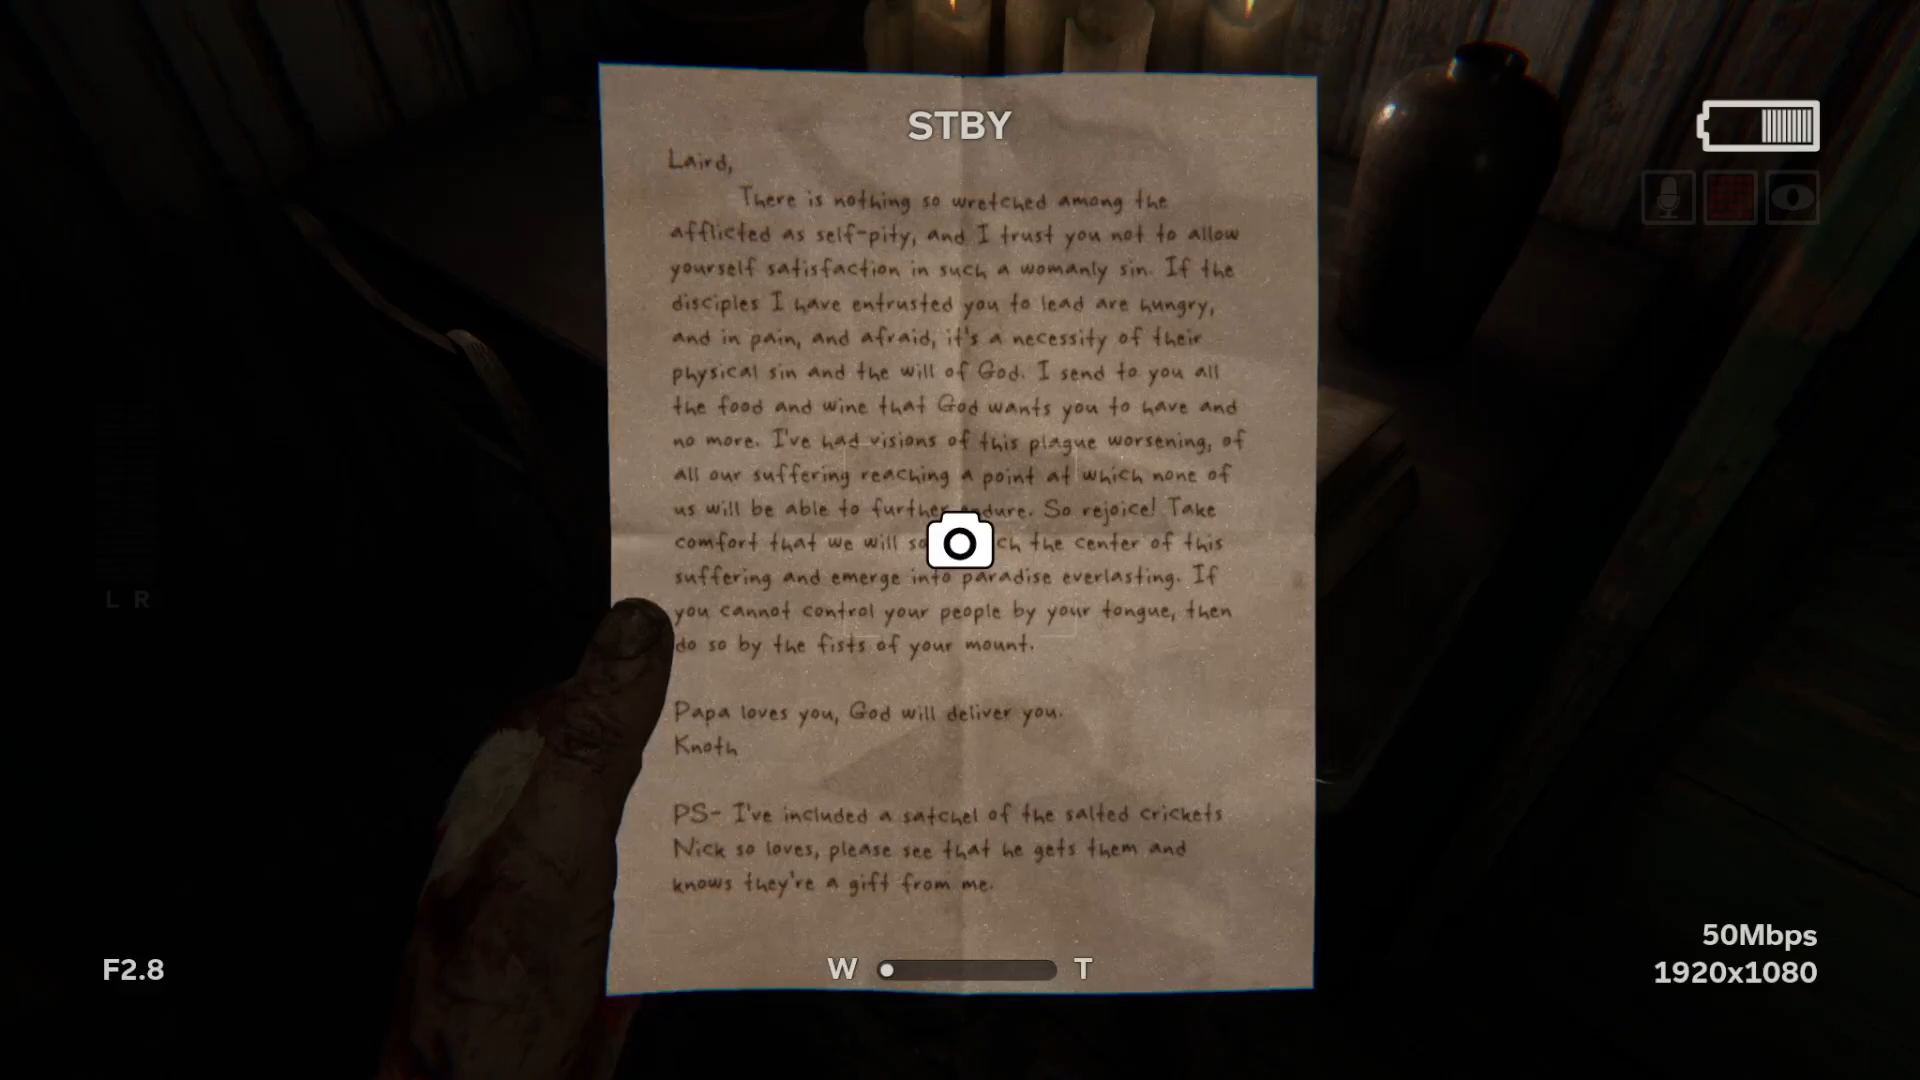 STBY
Laird,
There is nothing so wretched among the
afflicted as self-pity, and I trust you not to allow
yourself satisfaction in such a womanly sin. If the
disciples I have entrusted you to lead are hungry,
and in pain, and afraid, it's a necessity of their
physical sin and the will of God. I send to you all
the food and wine that God wants you to have and
no more. I've had visions of this plague worsening, of
all our suffering reaching a point at which none of
us will be able to further endure. So rejoice! Take
comfort that we will the center of this
suffering and emerge into paradise everlasting. If
you cannot control your people by your tongue, then
do so by the fists of your mount.
Papa loves you, God will deliver you.
Knoth
PS- I've included a satchel of the salted crickets
Nick so loves, please see that he gets them and
knows they're a gift from me.
L R
F2.8
W T
50Mbps
1920x1080